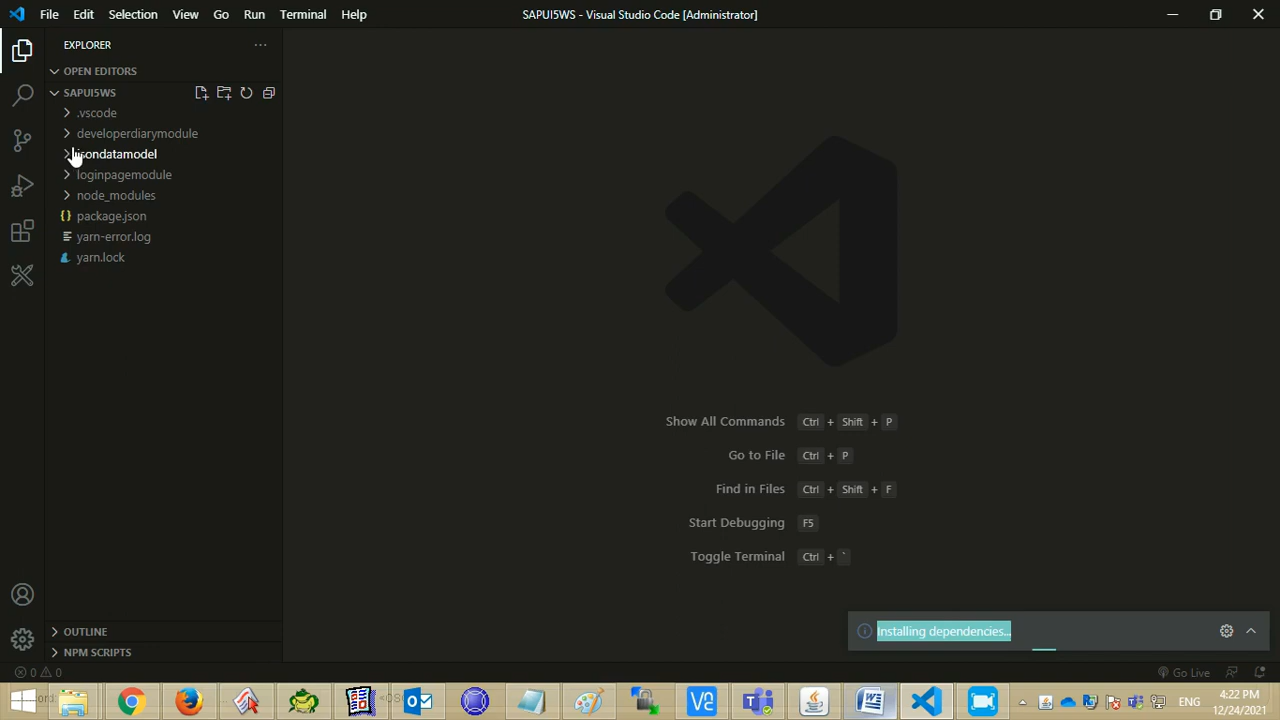 File Edit Selection View Go Run Terminal Help SAPUI5WS - Visual Studio Code [Administrator]
EXPLORER
OPEN EDITORS
SAPUI5WS
.vscode
developerdiarymodule
jsondatamodel
loginpagemodule
node_modules
package.json
yarn-error.log
yarn.lock
Show All Commands Ctrl + Shift + P
Go to File Ctrl + P
Find in Files Ctrl + Shift + F
Start Debugging F5
Toggle Terminal Ctrl + `
Installing dependencies...
OUTLINE
NPM SCRIPTS
0 0 Go Live
ENG 4:22 PM
12/24/2021